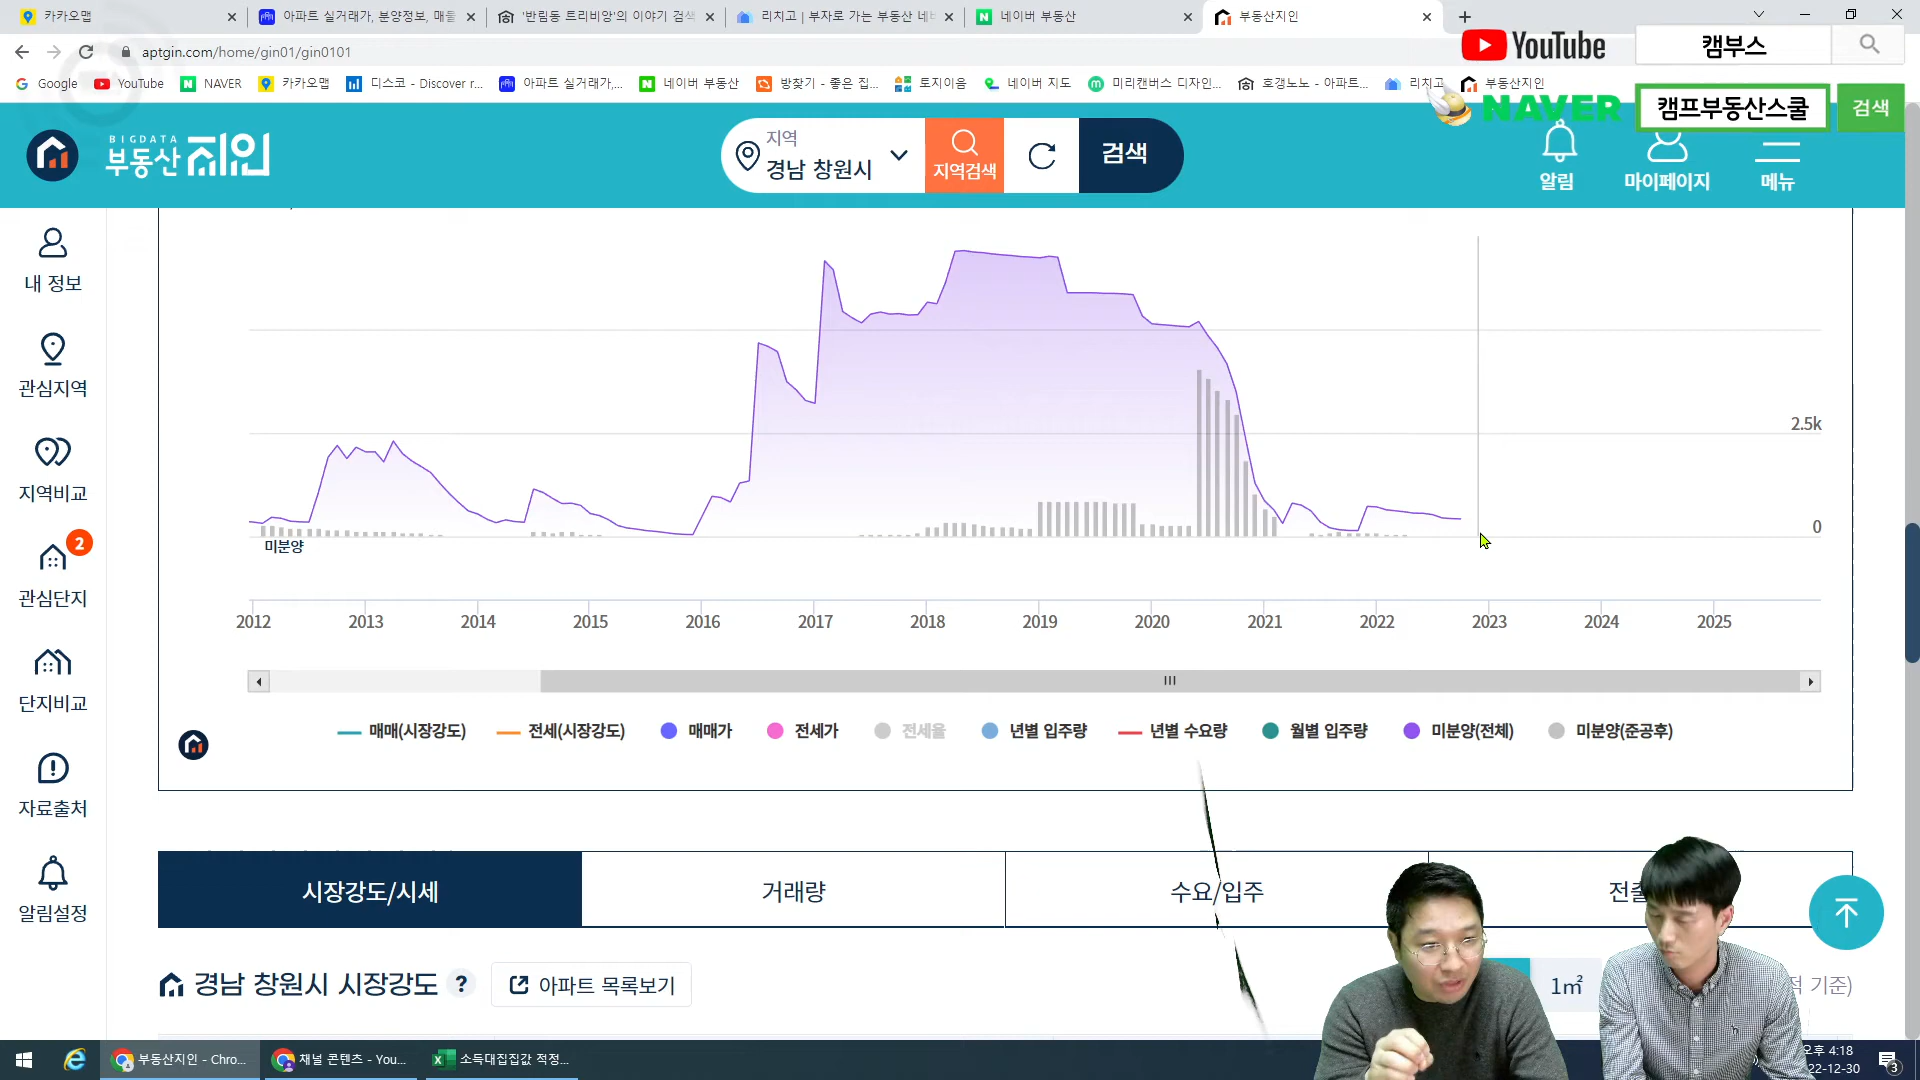 카카오맵
아파트 실거래가, 분양정보, 매물
'반림동 트리비앙'의 이야기 검색
리치고 | 부자로 가는 부동산 네비
네이버 부동산
부동산지인
aptgin.com/home/gin01/gin0101
YouTube
캠부스
Google
YouTube
NAVER
카카오맵
디스코 - Discover r...
아파트 실거래가,...
네이버 부동산
방찾기 - 좋은 집...
토지이음
네이버 지도
미리캔버스 디자인...
호갱노노 - 아파트...
리치고
부동산지인
NAVER
캠프부동산스쿨
검색
BIGDATA
부동산 지인
지역
경남 창원시
지역검색
검색
알림
마이페이지
메뉴
내 정보
관심지역
지역비교
2
관심단지
단지비교
자료출처
알림설정
2.5k
0
미분양
2012
2013
2014
2015
2016
2017
2018
2019
2020
2021
2022
2023
2024
2025
매매(시장강도)
전세(시장강도)
매매가
전세가
전세율
년별 입주량
년별 수요량
월별 입주량
미분양(전체)
미분양(준공후)
시장강도/시세
거래량
수요/입주
전출
경남 창원시 시장강도 ?
아파트 목록보기
1㎡
적 기준)
부동산지인 - Chro...
채널 콘텐츠 - You...
소득대집집값 적정...
오후 4:18
22-12-30
3